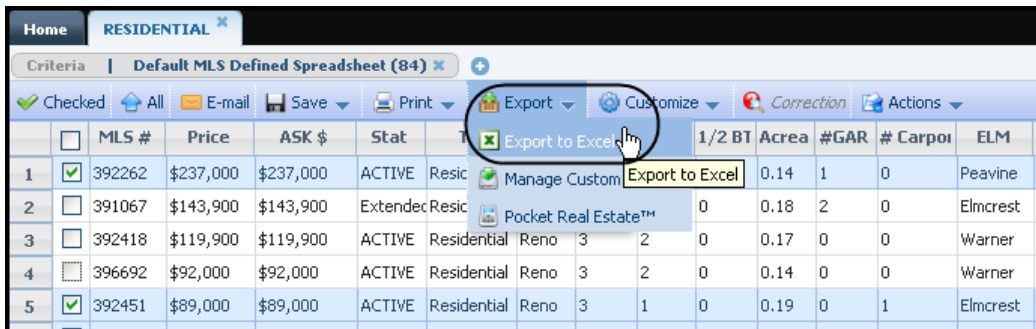 Home RESIDENTIAL
Criteria | Default MLS Defined Spreadsheet (84)
Checked All E-mail Save Print Export Customize Correction Actions
MLS # Price ASK $ Stat T Export to Excel 1/2 BT Acrea #GAR # Carpor ELM
1 392262 $237,000 $237,000 ACTIVE Resic Manage Custom Export to Excel 0.14 1 0 Peavine
2 391067 $143,900 $143,900 Extended Resic Pocket Real Estate™ 0 0.18 2 0 Elmcrest
3 392418 $119,900 $119,900 ACTIVE Residential Reno 3 2 0 0.17 0 0 Warner
4 396692 $92,000 $92,000 ACTIVE Residential Reno 3 2 0 0.14 0 0 Warner
5 392451 $89,000 $89,000 ACTIVE Residential Reno 3 1 0 0.19 0 1 Elmcrest